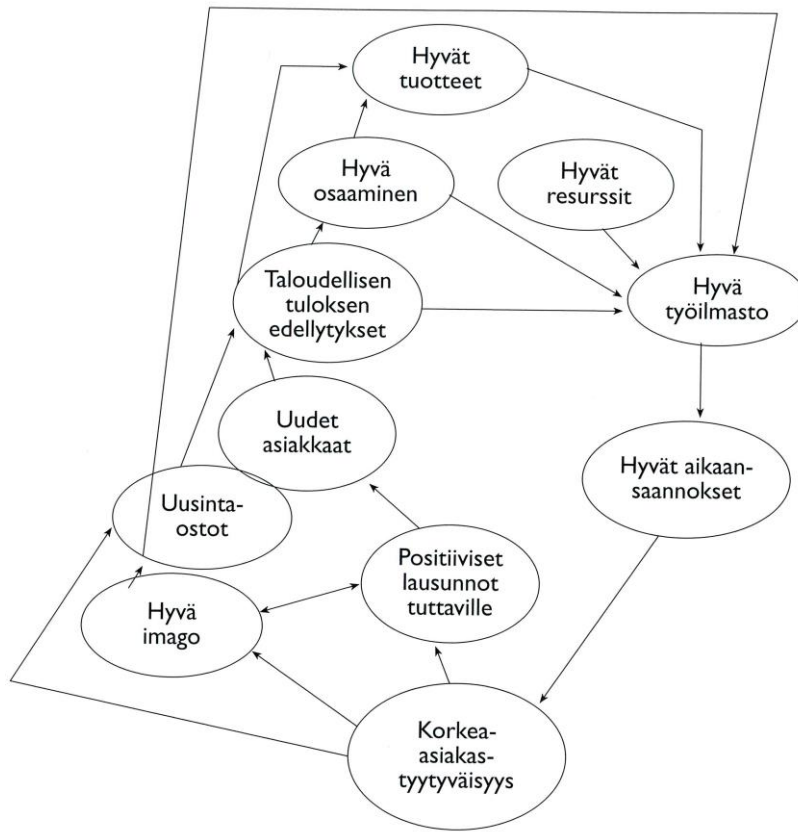 Hyvät
tuotteet
Hyvä
osaaminen
Hyvät
resurssit
Taloudellisen
tuloksen
edellytykset
Hyvä
työilmasto
Uudet
asiakkaat
Hyvät aikaan-
saannokset
Uusinta-
ostot
Positiiviset
lausunnot
tuttaville
Hyvä
imago
Korkea-
asiakas-
tyytyväisyys